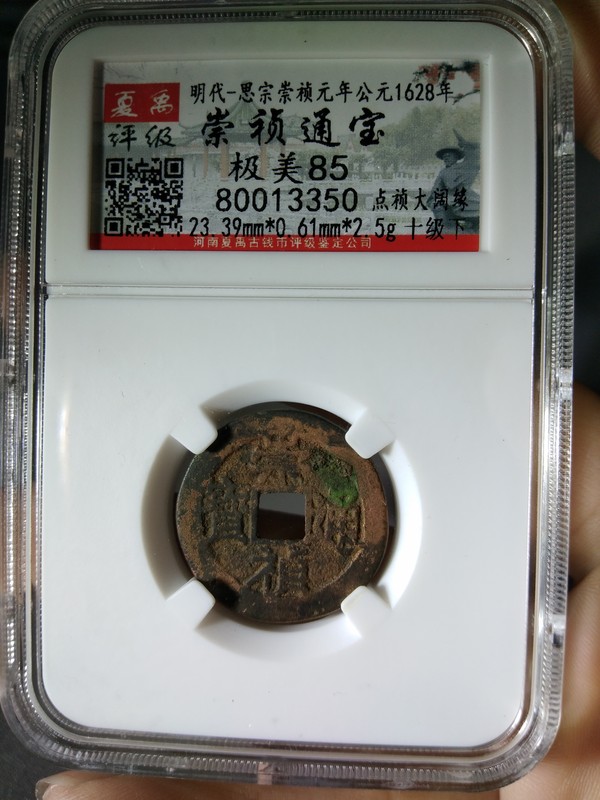 夏禹
评级
明代-思宗崇祯元年公元1628年
崇祯通宝
极美85
80013350 点祯大阔缘
23.39mm*0.61mm*2.5g 十级下
河南夏禹古钱币评级鉴定公司
崇
寶 通
禎